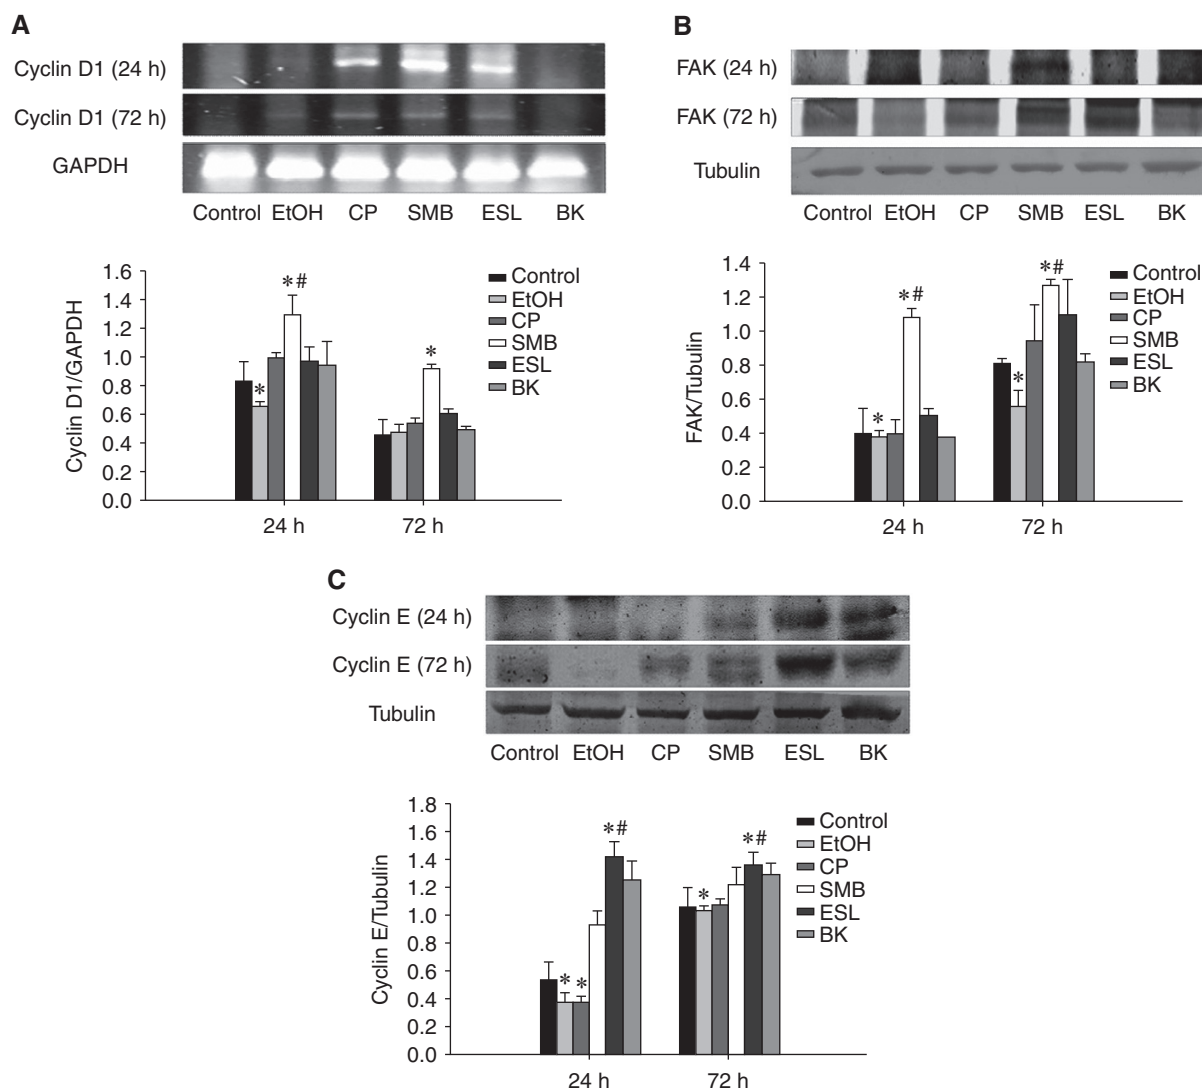 A
Cyclin D1 (24 h)
Cyclin D1 (72 h)
GAPDH
Control EtOH CP SMB ESL BK
Cyclin D1/GAPDH
1.6
1.4
1.2
1.0
0.8
0.6
0.4
0.2
0.0
*
*#
*
24 h 72 h
Control
EtOH
CP
SMB
ESL
BK
B
FAK (24 h)
FAK (72 h)
Tubulin
Control EtOH CP SMB ESL BK
FAK/Tubulin
1.4
1.2
1.0
0.8
0.6
0.4
0.2
0.0
*
*#
*
*#
24 h 72 h
Control
EtOH
CP
SMB
ESL
BK
C
Cyclin E (24 h)
Cyclin E (72 h)
Tubulin
Control EtOH CP SMB ESL BK
Cyclin E/Tubulin
1.8
1.6
1.4
1.2
1.0
0.8
0.6
0.4
0.2
0.0
* *
*#
*
*#
24 h 72 h
Control
EtOH
CP
SMB
ESL
BK